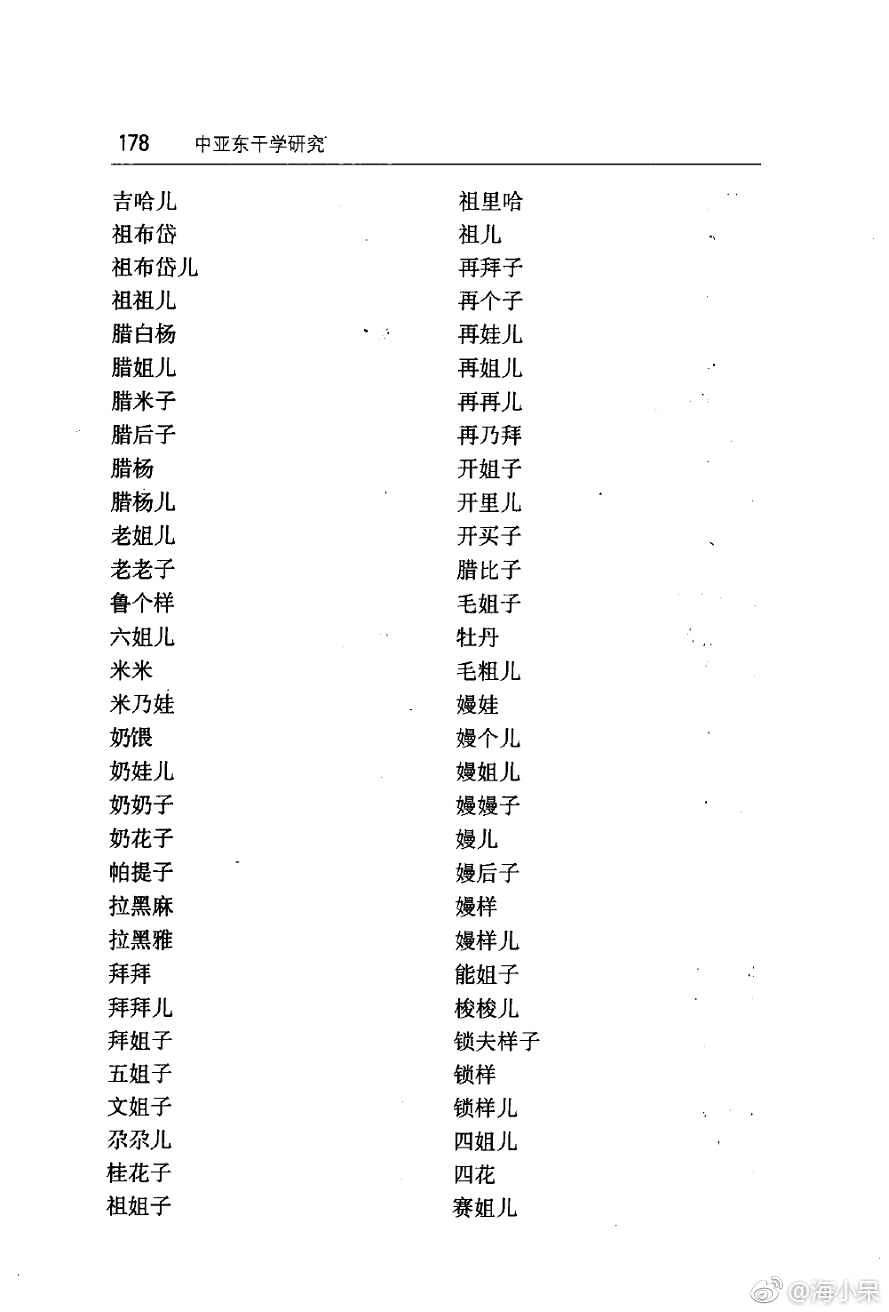 178 中亚东干学研究
吉哈儿
祖布岱
祖布岱儿
祖祖儿
腊白杨
腊姐儿
腊米子
腊后子
腊杨
腊杨儿
老姐儿
老老子
鲁个样
六姐儿
米米
米乃娃
奶馂
奶娃儿
奶奶子
奶花子
帕提子
拉黑麻
拉黑雅
拜拜
拜拜儿
拜姐子
五姐子
文姐子
尕尕儿
桂花子
祖姐子
祖里哈
祖儿
再拜子
再个子
再娃儿
再姐儿
再再儿
再乃拜
开姐子
开里儿
开买子
腊比子
毛姐子
牡丹
毛粗儿
嫚娃
嫚个儿
嫚姐儿
嫚嫚子
嫚儿
嫚后子
嫚样
嫚样儿
能姐子
梭梭儿
锁夫样子
锁样
锁样儿
四姐儿
四花
赛姐儿
@海小呆